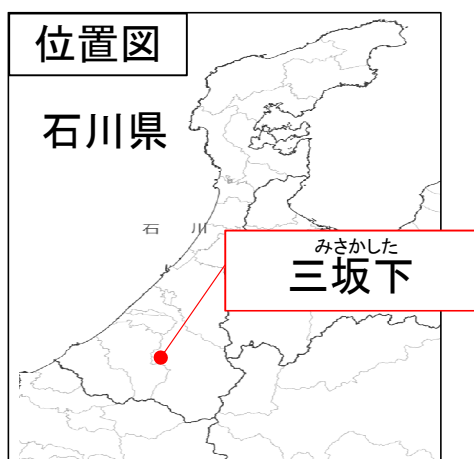 位置図
石川県
石川
みさかした
三坂下